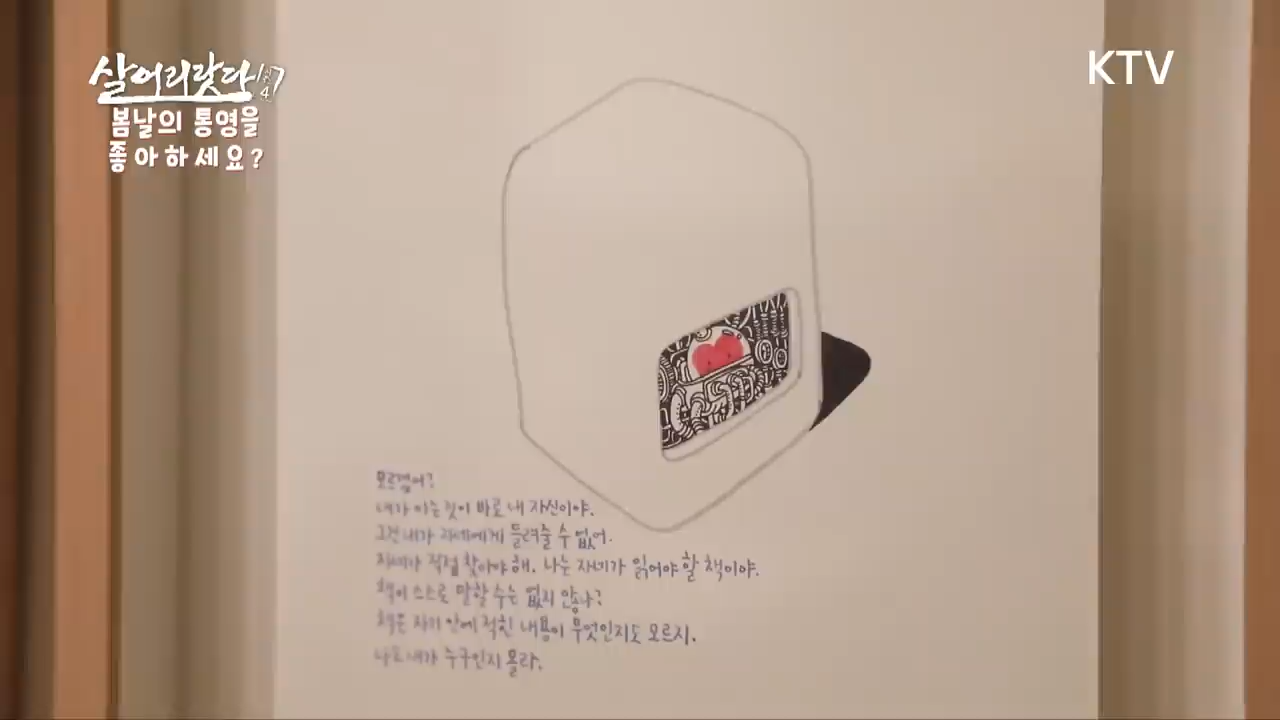 살어리랏다 시즌4 7
KTV
봄날의 통영을
좋아하세요?
모르겠어?
내가 아는 것이 바로 내 자신이야.
그건 내가 자네에게 들려줄 수 없어.
자네가 직접 찾아야 해. 나는 자네가 읽어야 할 책이야.
책이 스스로 말할 수는 없지 않나?
책은 자기 안에 적힌 내용이 무엇인지도 모르지.
나도 내가 누구인지 몰라.